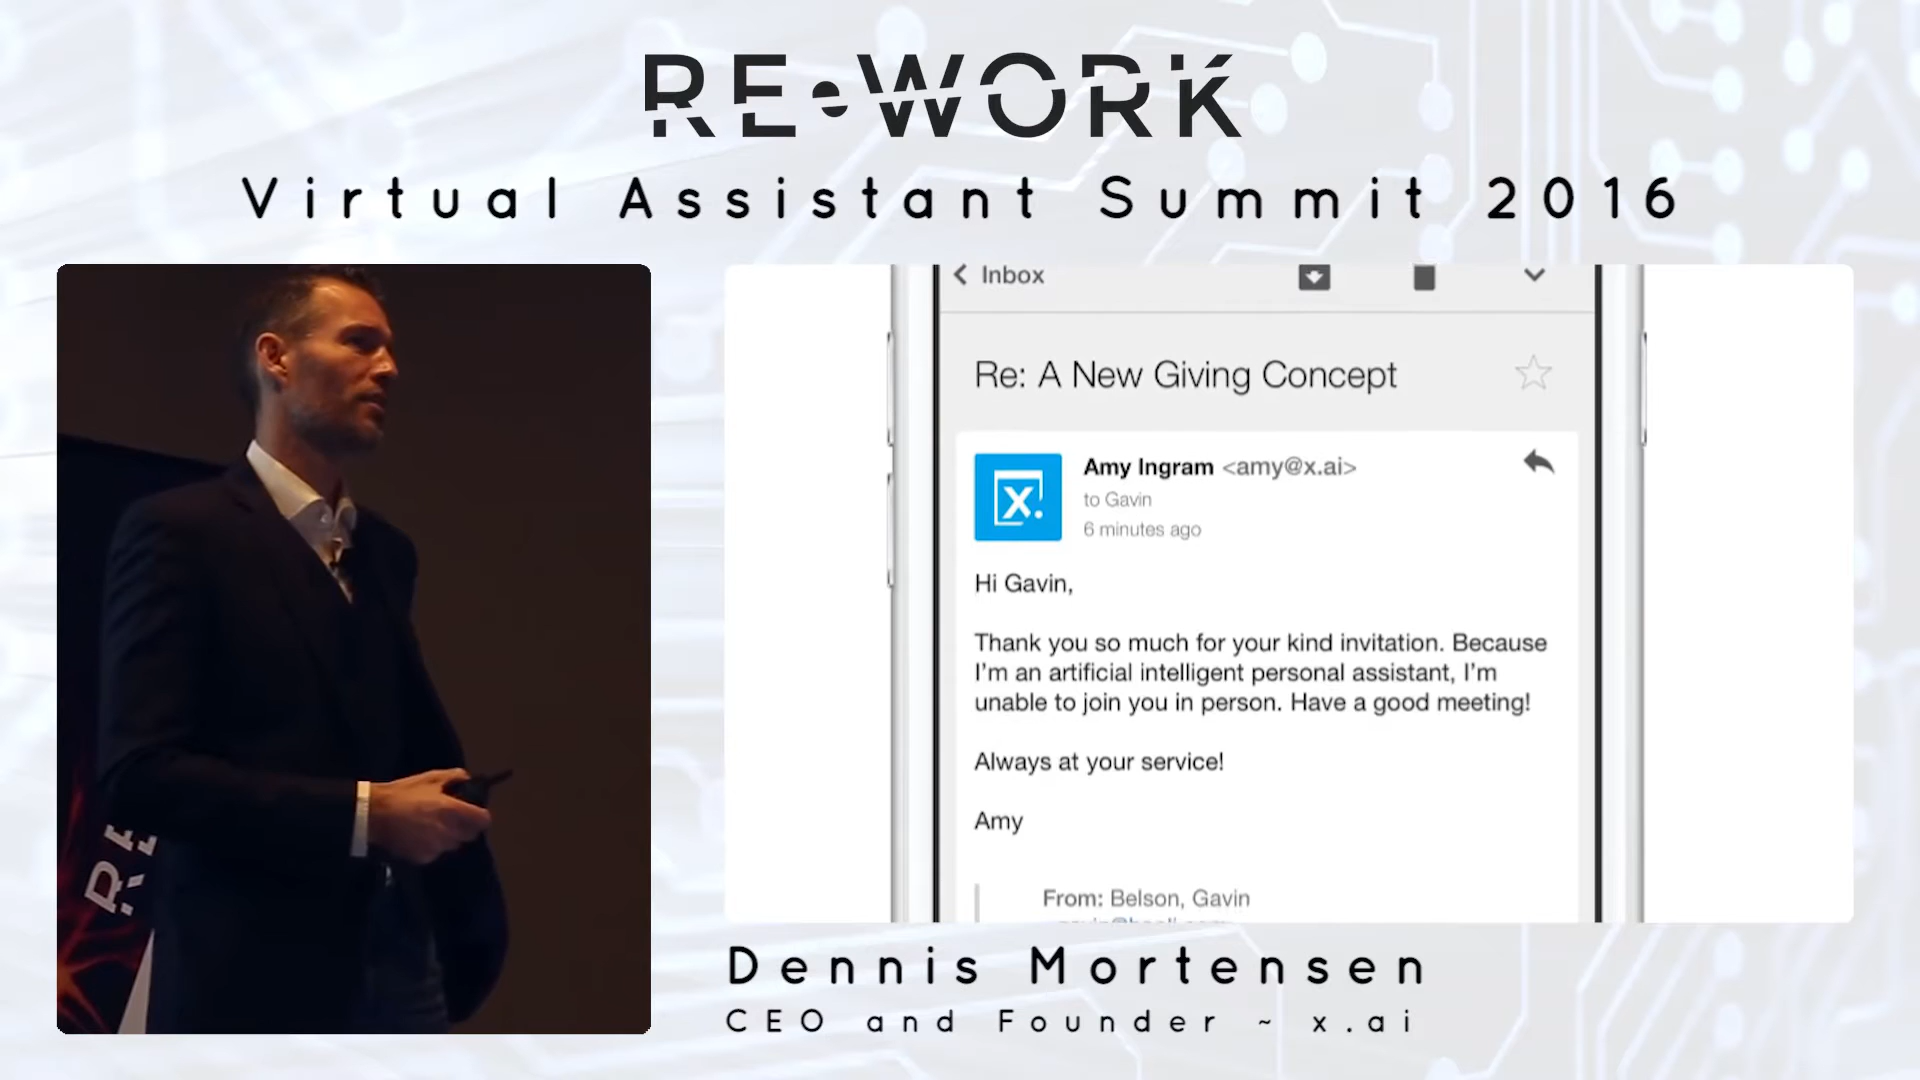 RE•WORK
Virtual Assistant Summit 2016
Inbox
Re: A New Giving Concept
Amy Ingram <amy@x.ai>
to Gavin
6 minutes ago
x.
Hi Gavin,
Thank you so much for your kind invitation. Because
I'm an artificial intelligent personal assistant, I'm
unable to join you in person. Have a good meeting!
Always at your service!
Amy
From: Belson, Gavin
RE
Dennis Mortensen
CEO and Founder ~ x.ai